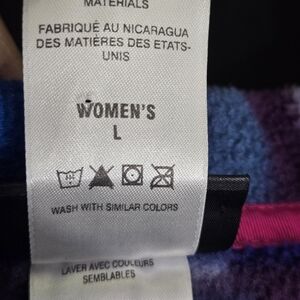 MATERIALS
FABRIQUÉ AU NICARAGUA
DES MATIÈRES DES ETATS-
UNIS
WOMEN'S
L
WASH WITH SIMILAR COLORS
LAVER AVEC COULEURS
SEMBLABLES